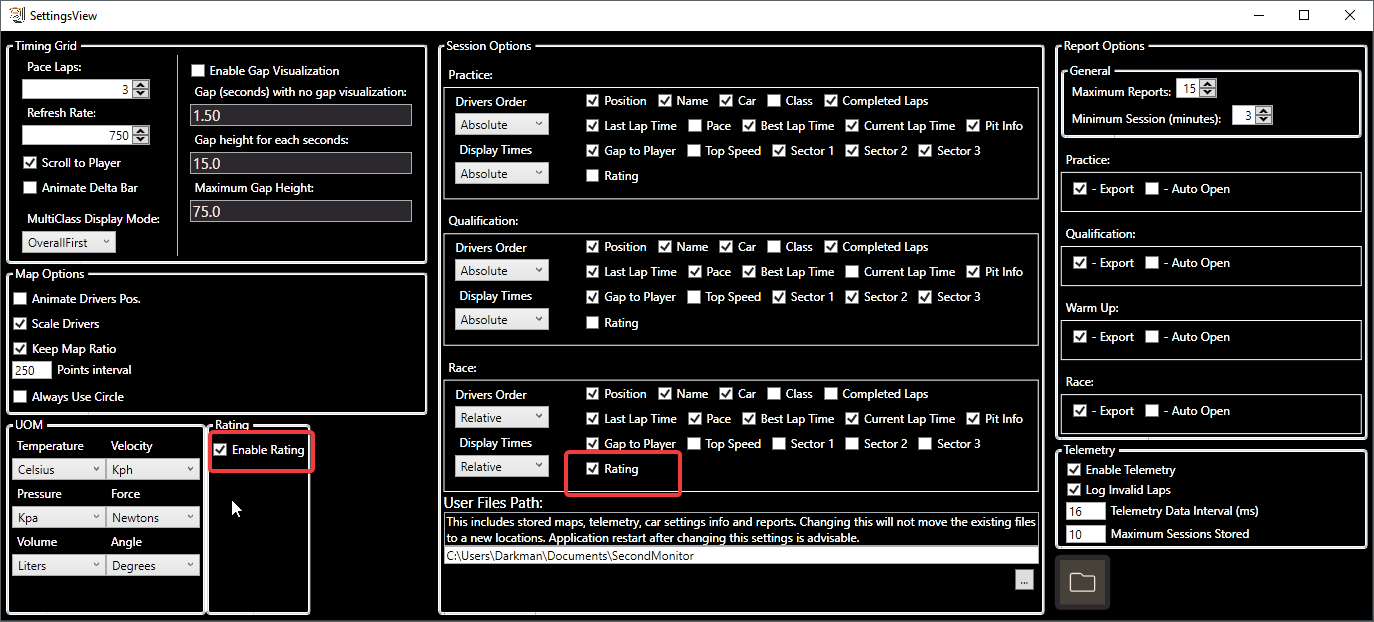 SettingsView
Timing Grid
Pace Laps:
3
Refresh Rate:
750
Scroll to Player
Animate Delta Bar
MultiClass Display Mode:
OverallFirst
Enable Gap Visualization
Gap (seconds) with no gap visualization:
1.50
Gap height for each seconds:
15.0
Maximum Gap Height:
75.0
Map Options
Animate Drivers Pos.
Scale Drivers
Keep Map Ratio
250 Points interval
Always Use Circle
UOM
Temperature Velocity
Celsius Kph
Pressure Force
Kpa Newtons
Volume Angle
Liters Degrees
Rating
Enable Rating
Session Options
Practice:
Drivers Order
Absolute
Display Times
Absolute
Position Name Car Class Completed Laps
Last Lap Time Pace Best Lap Time Current Lap Time Pit Info
Gap to Player Top Speed Sector 1 Sector 2 Sector 3
Rating
Qualification:
Drivers Order
Absolute
Display Times
Absolute
Position Name Car Class Completed Laps
Last Lap Time Pace Best Lap Time Current Lap Time Pit Info
Gap to Player Top Speed Sector 1 Sector 2 Sector 3
Rating
Race:
Drivers Order
Relative
Display Times
Relative
Position Name Car Class Completed Laps
Last Lap Time Pace Best Lap Time Current Lap Time Pit Info
Gap to Player Top Speed Sector 1 Sector 2 Sector 3
Rating
User Files Path:
This includes stored maps, telemetry, car settings info and reports. Changing this will not move the existing files
to a new locations. Application restart after changing this settings is advisable.
C:\Users\Darkman\Documents\SecondMonitor
...
Report Options
General
Maximum Reports: 15
Minimum Session (minutes): 3
Practice:
- Export - Auto Open
Qualification:
- Export - Auto Open
Warm Up:
- Export - Auto Open
Race:
- Export - Auto Open
Telemetry
Enable Telemetry
Log Invalid Laps
16 Telemetry Data Interval (ms)
10 Maximum Sessions Stored